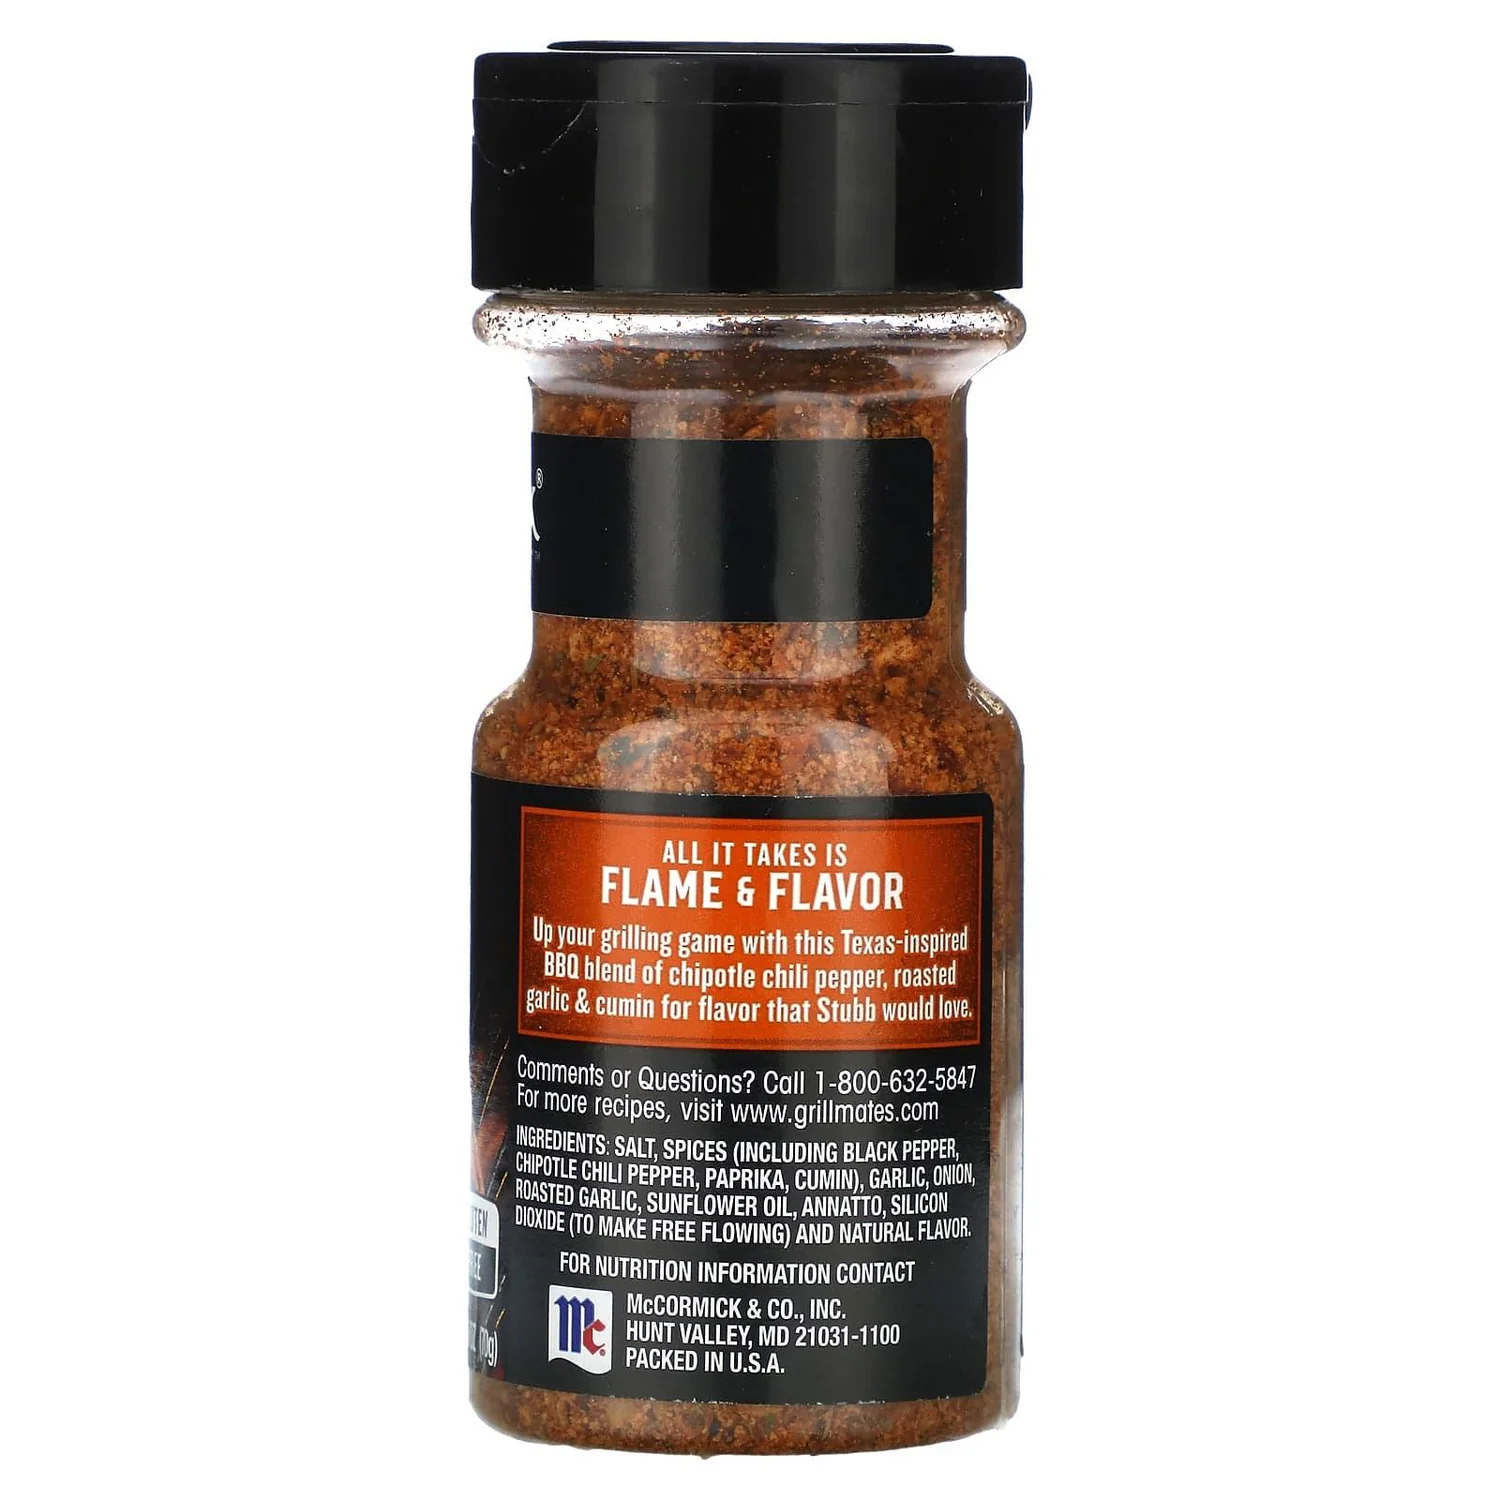 ®
ALL IT TAKES IS
FLAME & FLAVOR
Up your grilling game with this Texas-inspired
BBQ blend of chipotle chili pepper, roasted
garlic & cumin for flavor that Stubb would love.
Comments or Questions? Call 1-800-632-5847
For more recipes, visit www.grillmates.com
INGREDIENTS: SALT, SPICES (INCLUDING BLACK PEPPER,
CHIPOTLE CHILI PEPPER, PAPRIKA, CUMIN), GARLIC, ONION,
ROASTED GARLIC, SUNFLOWER OIL, ANNATTO, SILICON
DIOXIDE (TO MAKE FREE FLOWING) AND NATURAL FLAVOR.
FOR NUTRITION INFORMATION CONTACT
Mc®
McCORMICK & CO., INC.
HUNT VALLEY, MD 21031-1100
PACKED IN U.S.A.